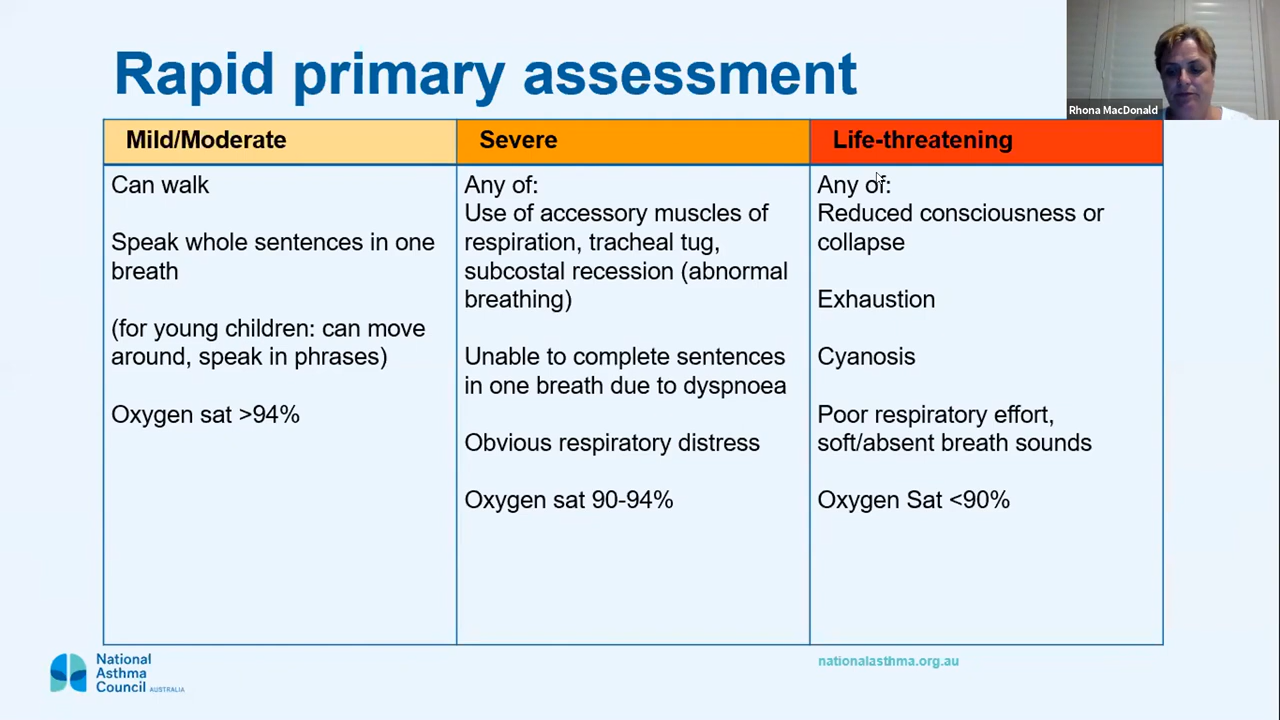 Rapid primary assessment
Rhona MacDonald
Mild/Moderate
Severe
Life-threatening
Can walk
Speak whole sentences in one
breath
(for young children: can move
around, speak in phrases)
Oxygen sat >94%
Any of:
Use of accessory muscles of
respiration, tracheal tug,
subcostal recession (abnormal
breathing)
Unable to complete sentences
in one breath due to dyspnoea
Obvious respiratory distress
Oxygen sat 90-94%
Any of:
Reduced consciousness or
collapse
Exhaustion
Cyanosis
Poor respiratory effort,
soft/absent breath sounds
Oxygen Sat <90%
National
Asthma
Council AUSTRALIA
nationalasthma.org.au